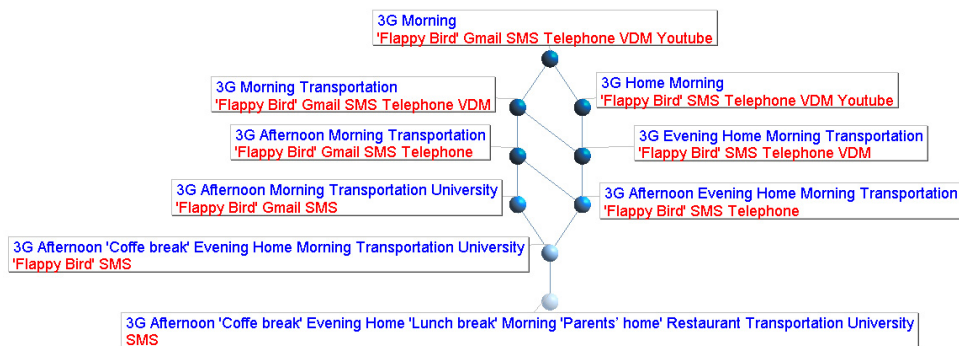 3G Morning
'Flappy Bird' Gmail SMS Telephone VDM Youtube
3G Morning Transportation
'Flappy Bird' Gmail SMS Telephone VDM
3G Home Morning
'Flappy Bird' SMS Telephone VDM Youtube
3G Afternoon Morning Transportation
'Flappy Bird' Gmail SMS Telephone
3G Evening Home Morning Transportation
'Flappy Bird' SMS Telephone VDM
3G Afternoon Morning Transportation University
'Flappy Bird' Gmail SMS
3G Afternoon Evening Home Morning Transportation
'Flappy Bird' SMS Telephone
3G Afternoon 'Coffe break' Evening Home Morning Transportation University
'Flappy Bird' SMS
3G Afternoon 'Coffe break' Evening Home 'Lunch break' Morning 'Parents’ home' Restaurant Transportation University
SMS